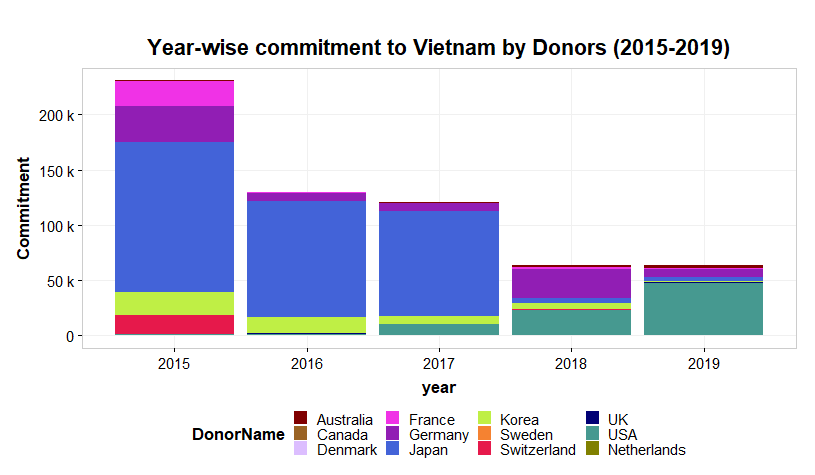 Year-wise commitment to Vietnam by Donors (2015-2019)
Commitment
200 k
150 k
100 k
50 k
0
2015 2016 2017 2018 2019
year
DonorName
Australia France Korea UK
Canada Germany Sweden USA
Denmark Japan Switzerland Netherlands